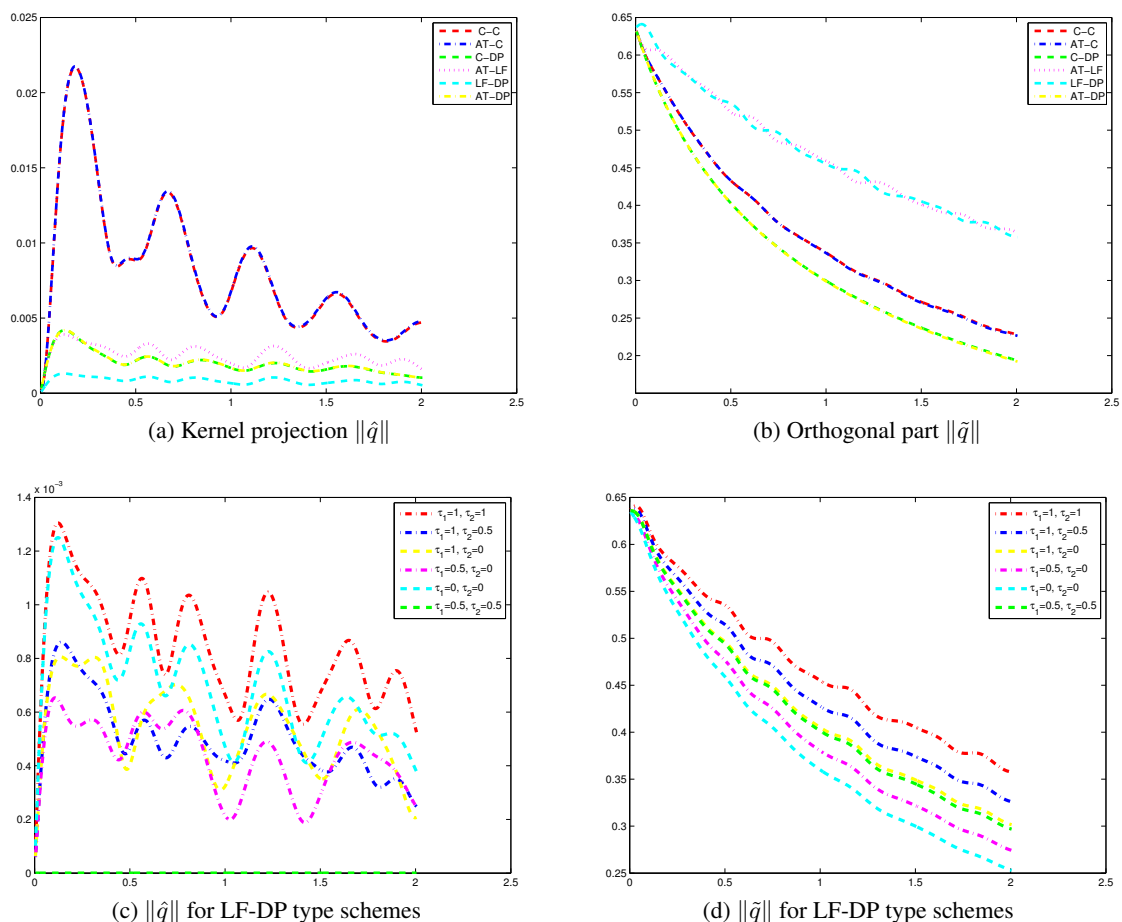 0.025
0.02
0.015
0.01
0.005
0
0 0.5 1 1.5 2 2.5
C−C
AT−C
C−DP
AT−LF
LF−DP
AT−DP
(a) Kernel projection ‖q̂‖
0.65
0.6
0.55
0.5
0.45
0.4
0.35
0.3
0.25
0.2
0 0.5 1 1.5 2 2.5
C−C
AT−C
C−DP
AT−LF
LF−DP
AT−DP
(b) Orthogonal part ‖q̃‖
x 10⁻³
1.4
1.2
1
0.8
0.6
0.4
0.2
0
0 0.5 1 1.5 2 2.5
τ₁=1, τ₂=1
τ₁=1, τ₂=0.5
τ₁=1, τ₂=0
τ₁=0.5, τ₂=0
τ₁=0, τ₂=0
τ₁=0.5, τ₂=0.5
(c) ‖q̂‖ for LF-DP type schemes
0.65
0.6
0.55
0.5
0.45
0.4
0.35
0.3
0.25
0 0.5 1 1.5 2 2.5
τ₁=1, τ₂=1
τ₁=1, τ₂=0.5
τ₁=1, τ₂=0
τ₁=0.5, τ₂=0
τ₁=0, τ₂=0
τ₁=0.5, τ₂=0.5
(d) ‖q̃‖ for LF-DP type schemes